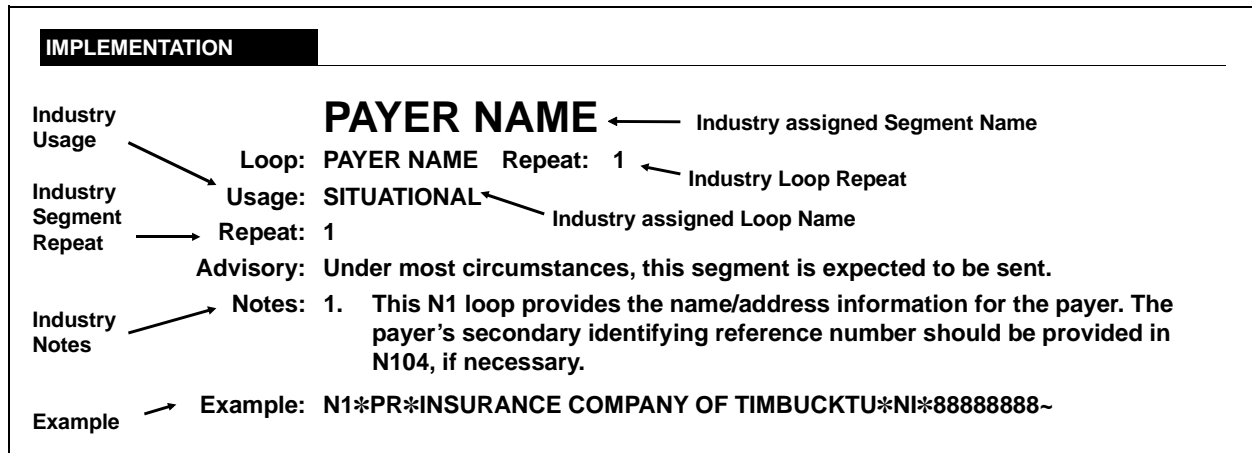 IMPLEMENTATION
Industry
Usage
PAYER NAME
Industry assigned Segment Name
Loop: PAYER NAME Repeat: 1
Industry Loop Repeat
Industry
Segment
Repeat
Usage: SITUATIONAL
Industry assigned Loop Name
Repeat: 1
Advisory: Under most circumstances, this segment is expected to be sent.
Industry
Notes
Notes: 1. This N1 loop provides the name/address information for the payer. The
payer’s secondary identifying reference number should be provided in
N104, if necessary.
Example
Example: N1✽PR✽INSURANCE COMPANY OF TIMBUCKTU✽NI✽88888888~